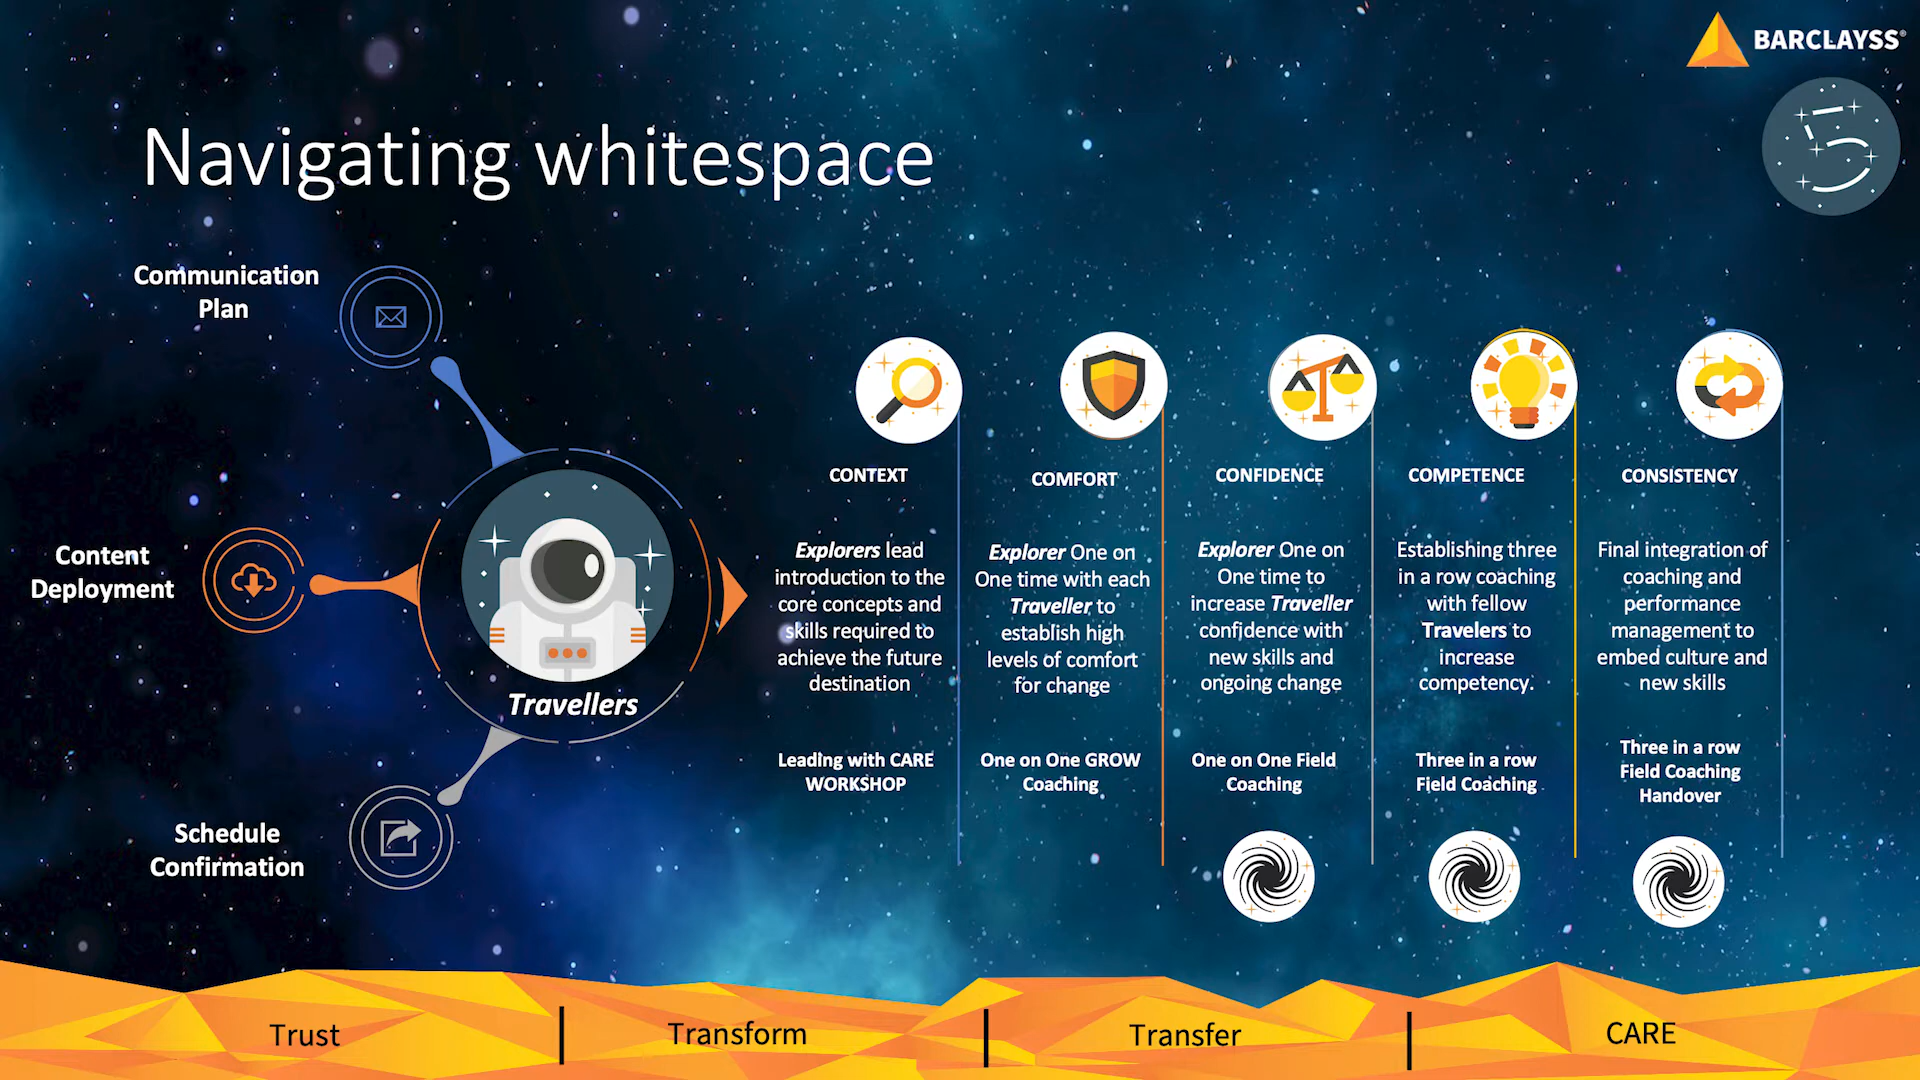 BARCLAYSS®
5
Navigating whitespace
Communication
Plan
Content
Deployment
Schedule
Confirmation
Travellers
CONTEXT
Explorers lead
introduction to the
core concepts and
skills required to
achieve the future
destination
Leading with CARE
WORKSHOP
COMFORT
Explorer One on
One time with each
Traveller to
establish high
levels of comfort
for change
One on One GROW
Coaching
CONFIDENCE
Explorer One on
One time to
increase Traveller
confidence with
new skills and
ongoing change
One on One Field
Coaching
COMPETENCE
Establishing three
in a row coaching
with fellow
Travelers to
increase
competency.
Three in a row
Field Coaching
CONSISTENCY
Final integration of
coaching and
performance
management to
embed culture and
new skills
Three in a row
Field Coaching
Handover
Trust
Transform
Transfer
CARE